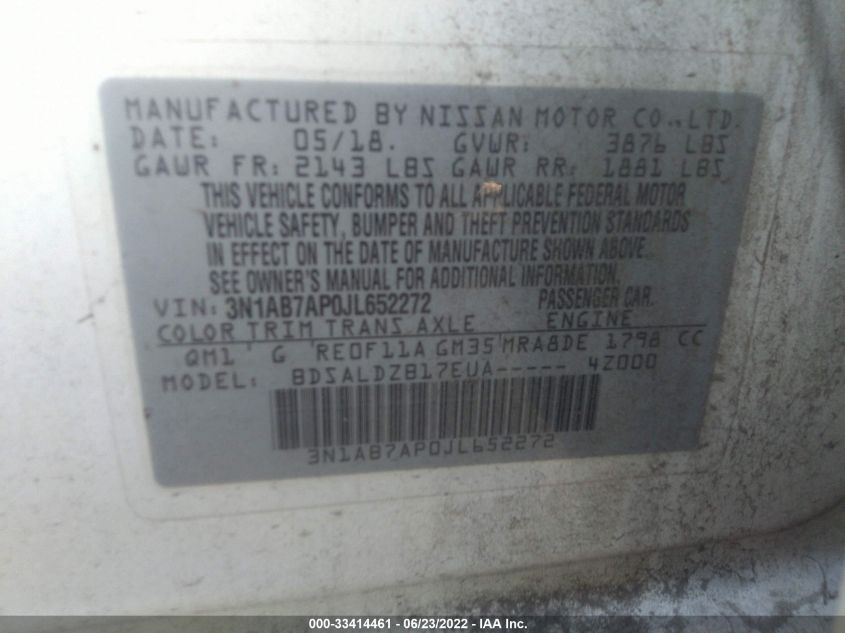 MANUFACTURED BY NISSAN MOTOR CO., LTD.
DATE: 05/18. GVWR: 3876 LBS
GAWR FR: 2143 LBS GAWR RR: 1881 LBS
THIS VEHICLE CONFORMS TO ALL APPLICABLE FEDERAL MOTOR
VEHICLE SAFETY, BUMPER AND THEFT PREVENTION STANDARDS
IN EFFECT ON THE DATE OF MANUFACTURE SHOWN ABOVE.
SEE OWNER'S MANUAL FOR ADDITIONAL INFORMATION.
VIN: 3N1AB7AP0JL652272 PASSENGER CAR.
COLOR TRIM TRANS AXLE ENGINE
QM1 G RE0F11A GM35 MRA8DE 1798 CC
MODEL: BDSALDZB17EUA----- 4Z000
3N1AB7AP0JL652272
000-33414461 - 06/23/2022 - IAAI.com